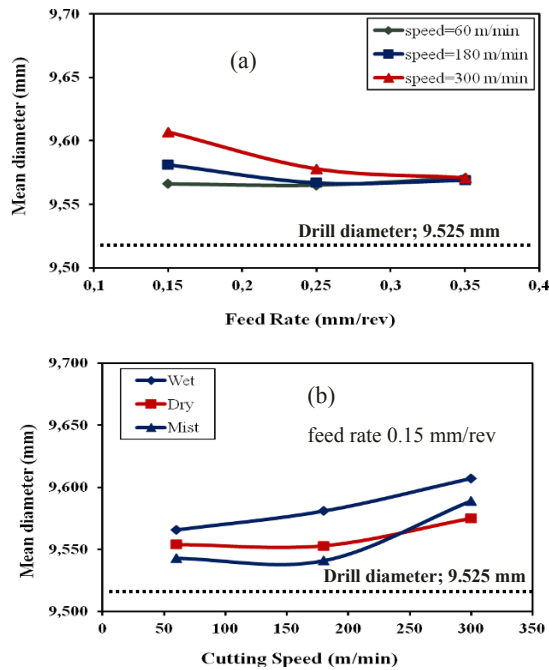 9,70
9,65
9,60
9,55
9,50
Mean diameter (mm)
(a)
speed=60 m/min
speed=180 m/min
speed=300 m/min
Drill diameter; 9.525 mm
0,1 0,15 0,2 0,25 0,3 0,35 0,4
Feed Rate (mm/rev)
9,700
9,650
9,600
9,550
9,500
Mean diameter (mm)
Wet
Dry
Mist
(b)
feed rate 0.15 mm/rev
Drill diameter; 9.525 mm
0 50 100 150 200 250 300 350
Cutting Speed (m/min)